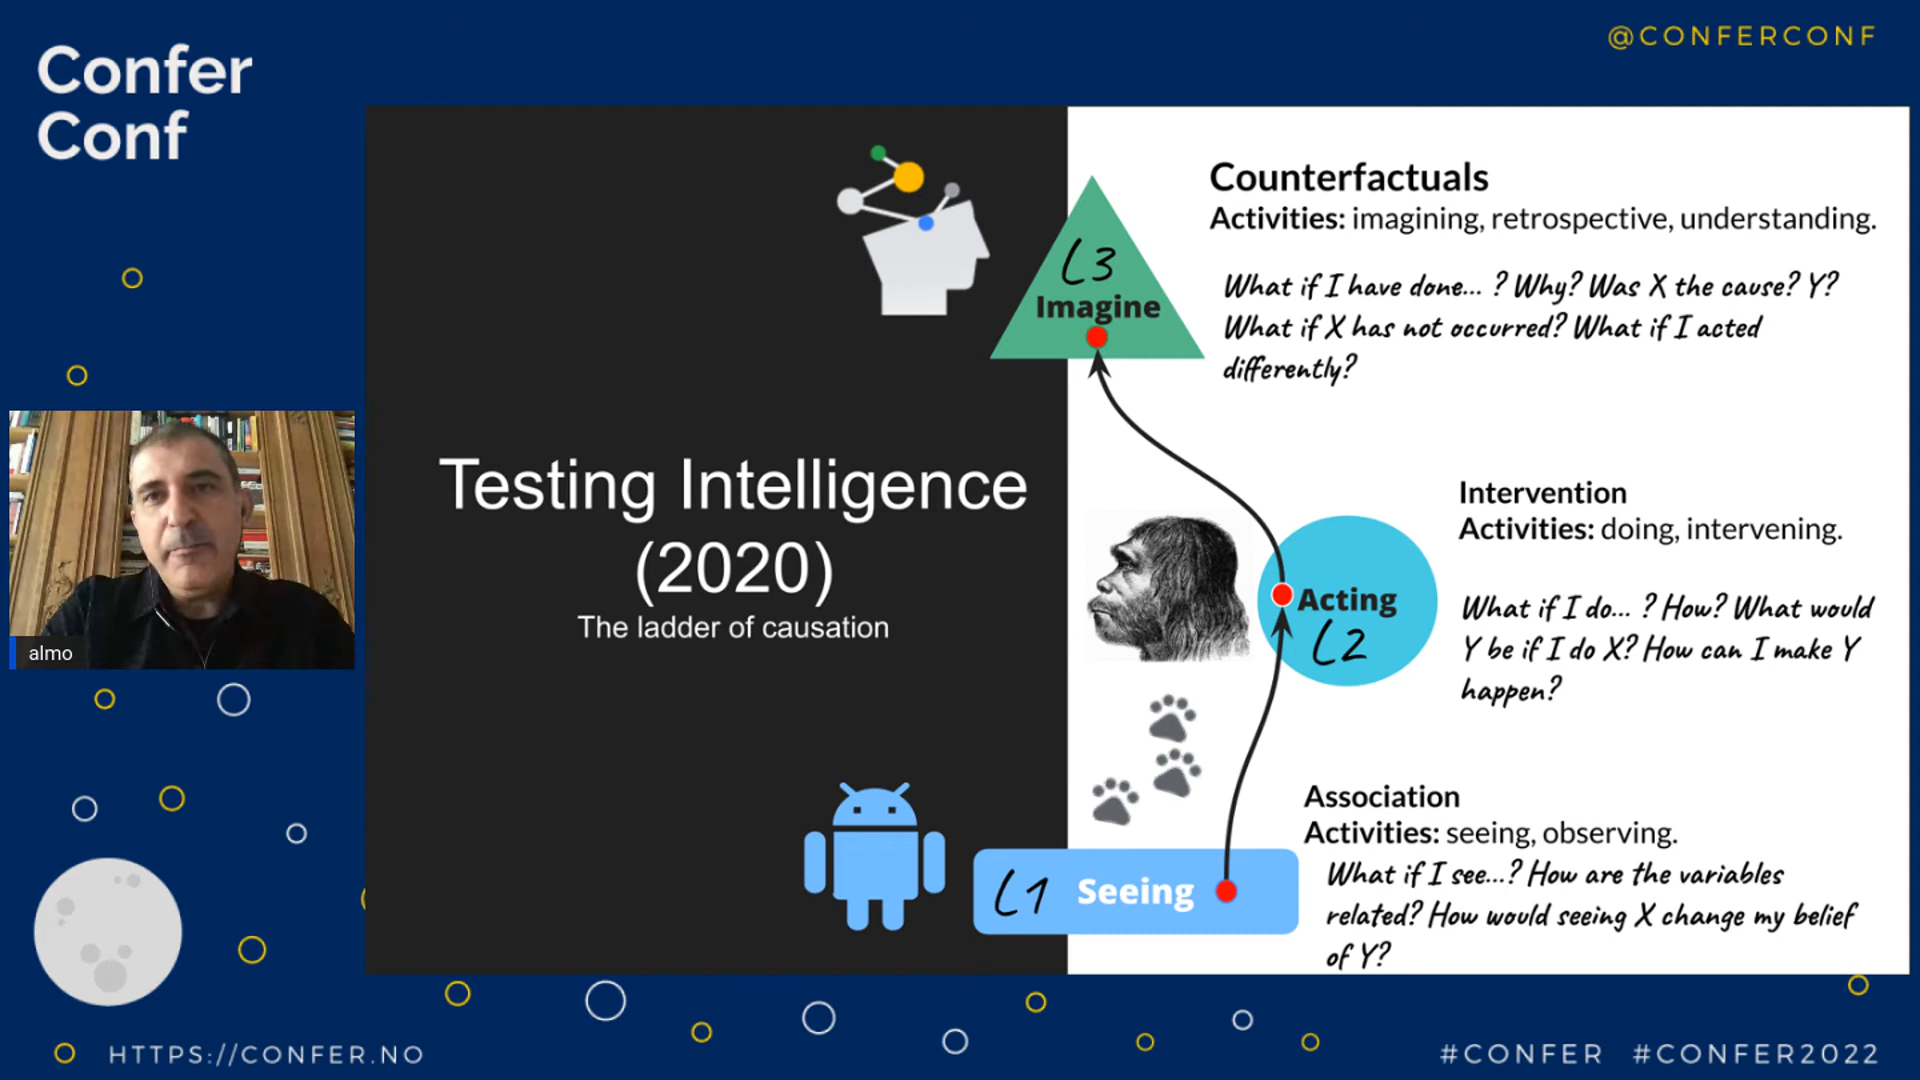 Confer
Conf
@CONFERCONF
almo
Testing Intelligence
(2020)
The ladder of causation
L3
Imagine
Counterfactuals
Activities: imagining, retrospective, understanding.
What if I have done... ? Why? Was X the cause? Y?
What if X has not occurred? What if I acted
differently?
Acting
L2
Intervention
Activities: doing, intervening.
What if I do... ? How? What would
Y be if I do X? How can I make Y
happen?
L1 Seeing
Association
Activities: seeing, observing.
What if I see...? How are the variables
related? How would seeing X change my belief
of Y?
HTTPS://CONFER.NO
#CONFER #CONFER2022